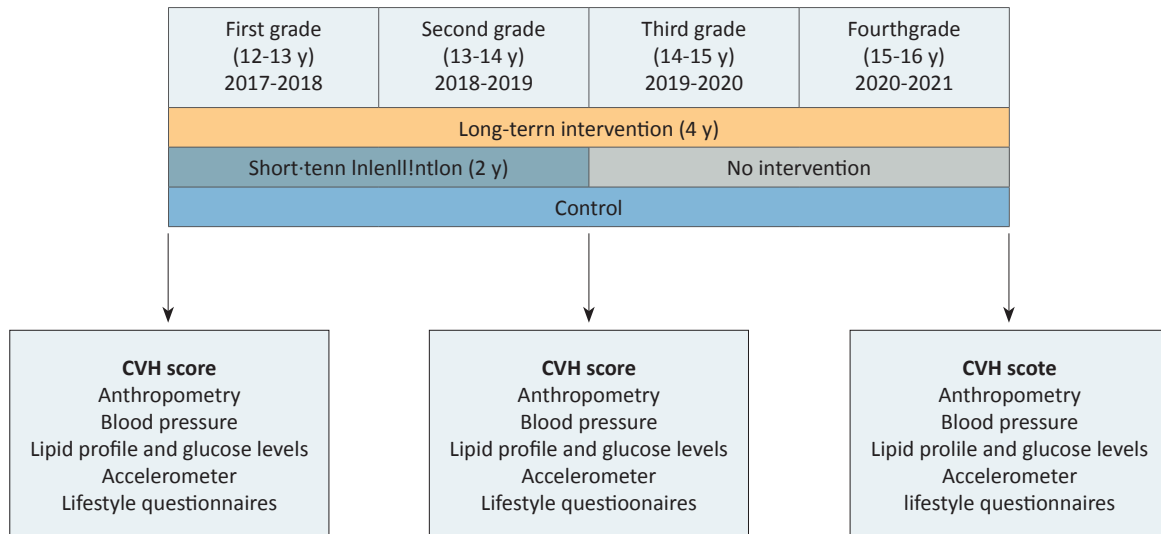 First grade
(12-13 y)
2017-2018
Second grade
(13-14 y)
2018-2019
Third grade
(14-15 y)
2019-2020
Fourthgrade
(15-16 y)
2020-2021
Long-terrn intervention (4 y)
Short·tenn lnlenll!ntlon (2 y)
No intervention
Control
CVH score
Anthropometry
Blood pressure
Lipid profile and glucose levels
Accelerometer
Lifestyle questionnaires
CVH score
Anthropometry
Blood pressure
Lipid profile and glucose levels
Accelerometer
Lifestyle questioonaires
CVH scote
Anthropometry
Blood pressure
Lipid prolile and glucose levels
Accelerometer
lifestyle questionnaires